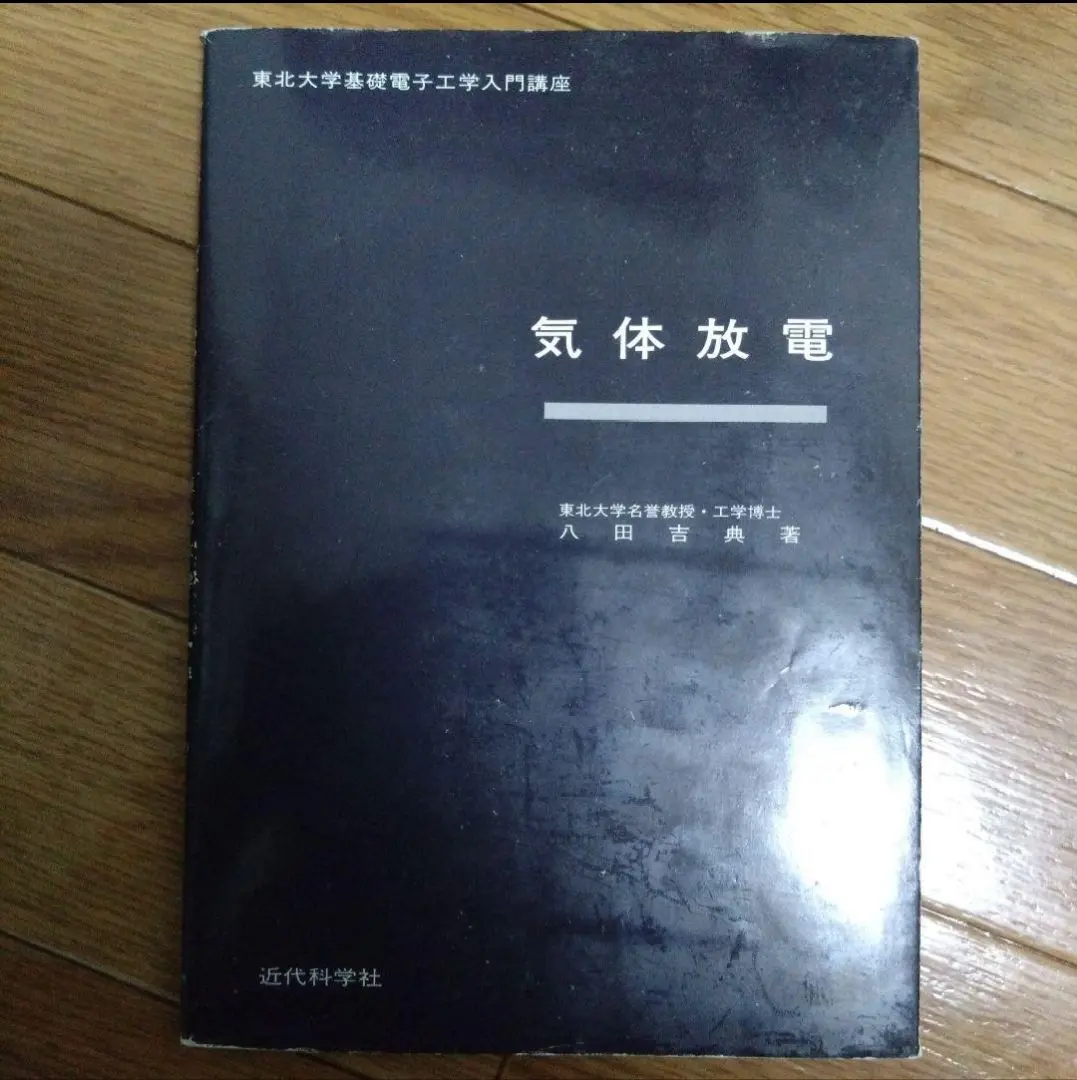 東北大学基礎電子工学入門講座
気体放電
東北大学名誉教授・工学博士
八田吉典著
近代科学社